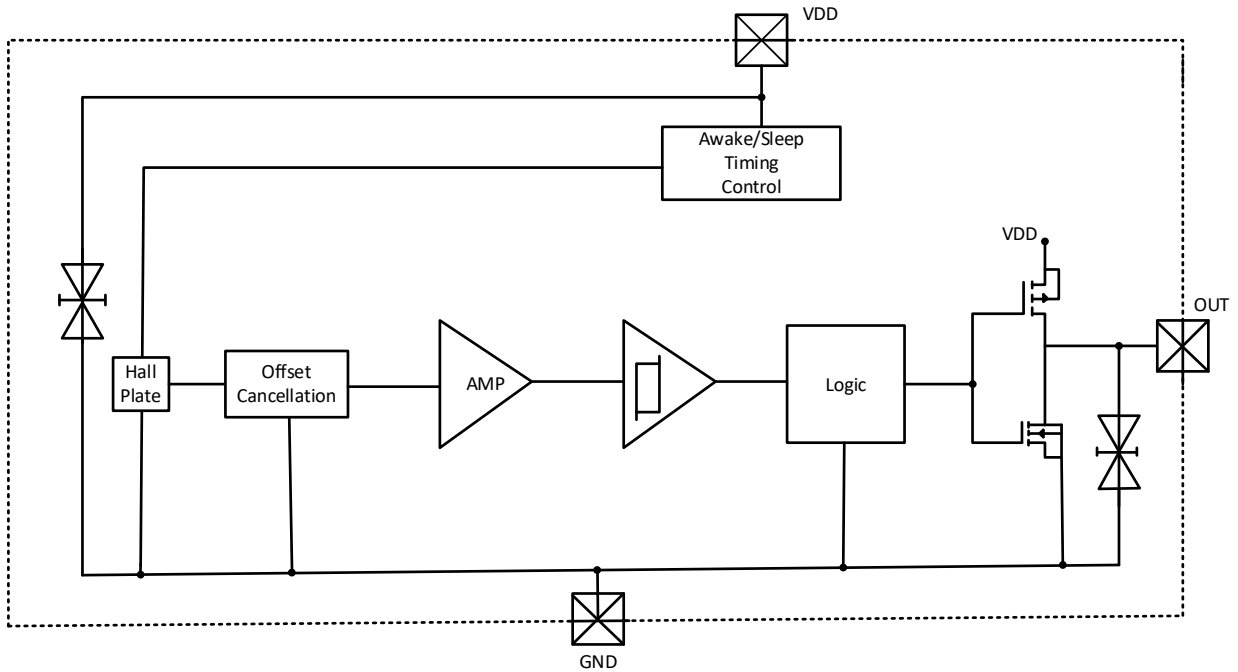 VDD
Awake/Sleep
Timing
Control
VDD
OUT
Hall
Plate
Offset
Cancellation
AMP
Logic
GND